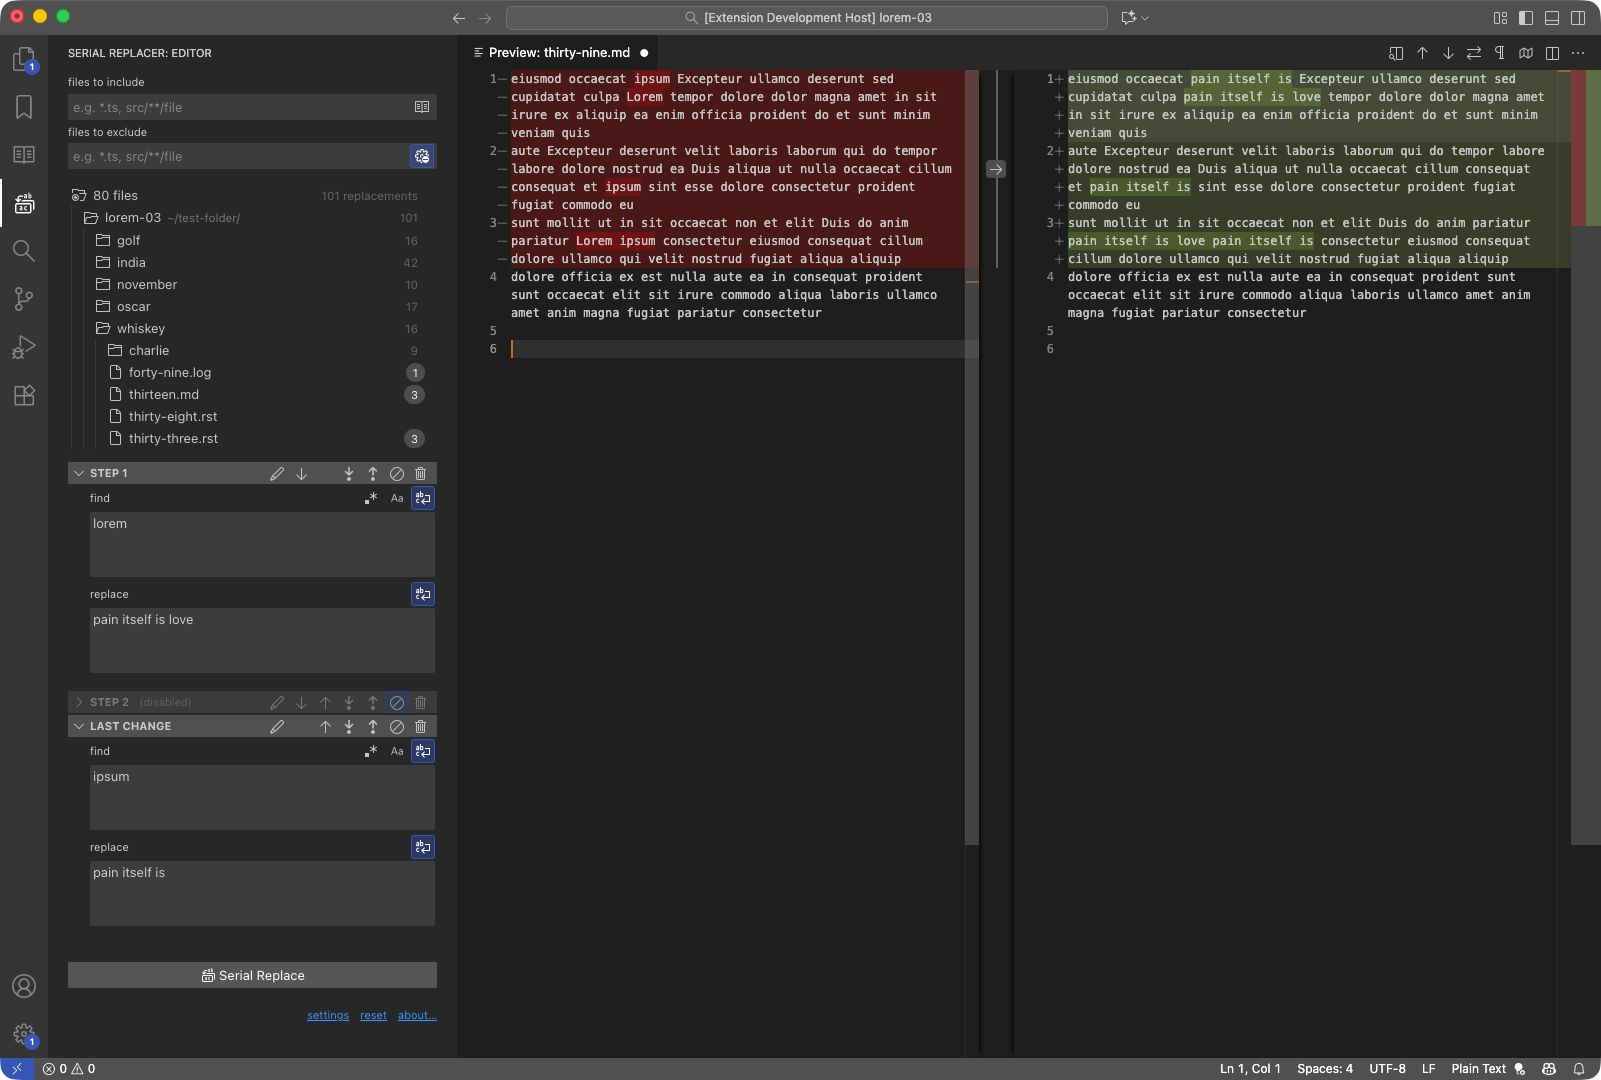 [Extension Development Host] lorem-03
SERIAL REPLACER: EDITOR
files to include
e.g. *.ts, src/**/file
files to exclude
e.g. *.ts, src/**/file
80 files 101 replacements
lorem-03 ~/test-folder/ 101
golf 16
india 42
november 10
oscar 17
whiskey 16
charlie 9
forty-nine.log 1
thirteen.md 3
thirty-eight.rst
thirty-three.rst 3
STEP 1
find
.* Aa
lorem
replace
pain itself is love
STEP 2 (disabled)
LAST CHANGE
find
.* Aa
ipsum
replace
pain itself is
Serial Replace
settings reset about...
1
1
Preview: thirty-nine.md
1 eiusmod occaecat ipsum Excepteur ullamco deserunt sed
cupidatat culpa Lorem tempor dolore dolor magna amet in sit
irure ex aliquip ea enim officia proident do et sunt minim
veniam quis
2 aute Excepteur deserunt velit laboris laborum qui do tempor
labore dolore nostrud ea Duis aliqua ut nulla occaecat cillum
consequat et ipsum sint esse dolore consectetur proident
fugiat commodo eu
3 sunt mollit ut in sit occaecat non et elit Duis do anim
pariatur Lorem ipsum consectetur eiusmod consequat cillum
dolore ullamco qui velit nostrud fugiat aliqua aliquip
4 dolore officia ex est nulla aute ea in consequat proident
sunt occaecat elit sit irure commodo aliqua laboris ullamco
amet anim magna fugiat pariatur consectetur
5
6
1+ eiusmod occaecat pain itself is Excepteur ullamco deserunt sed
+ cupidatat culpa pain itself is love tempor dolore dolor magna amet
+ in sit irure ex aliquip ea enim officia proident do et sunt minim
+ veniam quis
2+ aute Excepteur deserunt velit laboris laborum qui do tempor labore
+ dolore nostrud ea Duis aliqua ut nulla occaecat cillum consequat
+ et pain itself is sint esse dolore consectetur proident fugiat
+ commodo eu
3+ sunt mollit ut in sit occaecat non et elit Duis do anim pariatur
+ pain itself is love pain itself is consectetur eiusmod consequat
+ cillum dolore ullamco qui velit nostrud fugiat aliqua aliquip
4 dolore officia ex est nulla aute ea in consequat proident sunt
occaecat elit sit irure commodo aliqua laboris ullamco amet anim
magna fugiat pariatur consectetur
5
6
0 0
Ln 1, Col 1 Spaces: 4 UTF-8 LF Plain Text